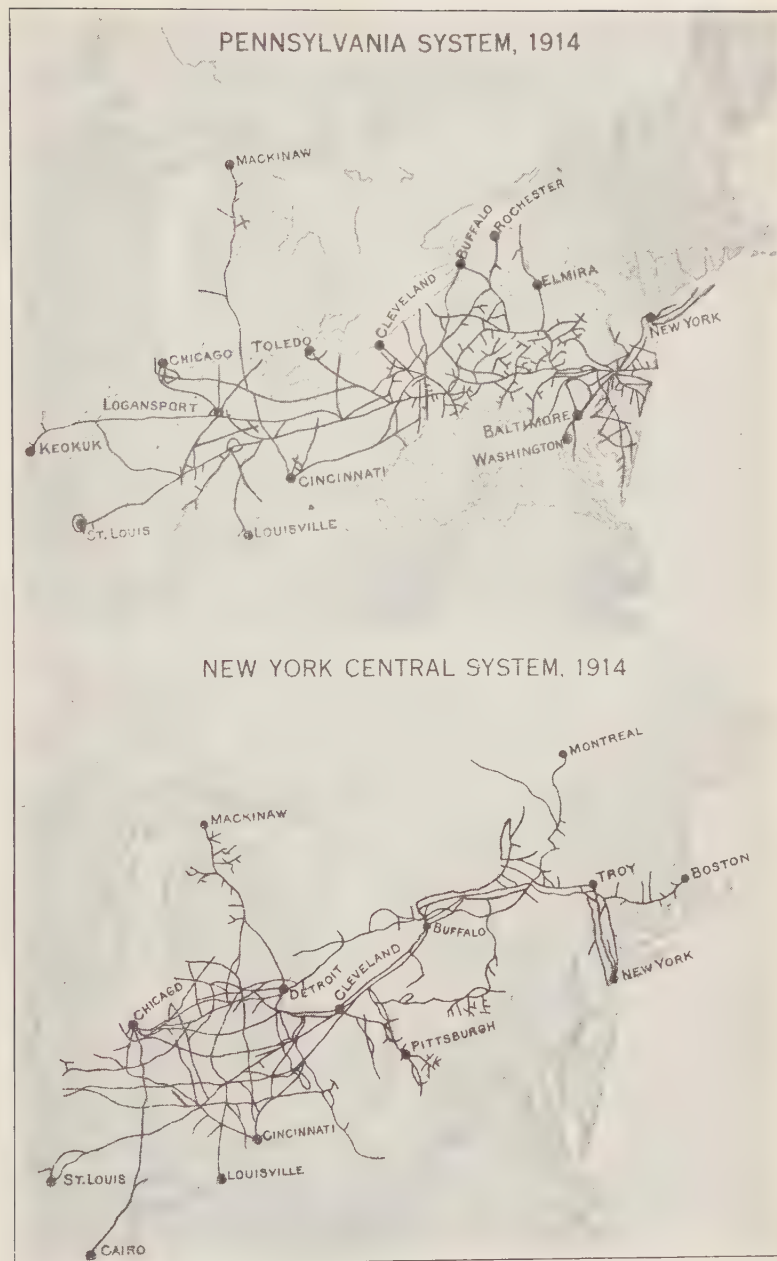 PENNSYLVANIA SYSTEM, 1914
MACKINAW
BUFFALO
ROCHESTER
ELMIRA
CLEVELAND
NEW YORK
CHICAGO
TOLEDO
LOGANSPORT
BALTIMORE
KEOKUK
WASHINGTON
CINCINNATI
ST. LOUIS
LOUISVILLE
NEW YORK CENTRAL SYSTEM, 1914
MONTREAL
MACKINAW
TROY
BOSTON
BUFFALO
NEW YORK
DETROIT
CLEVELAND
CHICAGO
PITTSBURGH
CINCINNATI
ST. LOUIS
LOUISVILLE
CAIRO